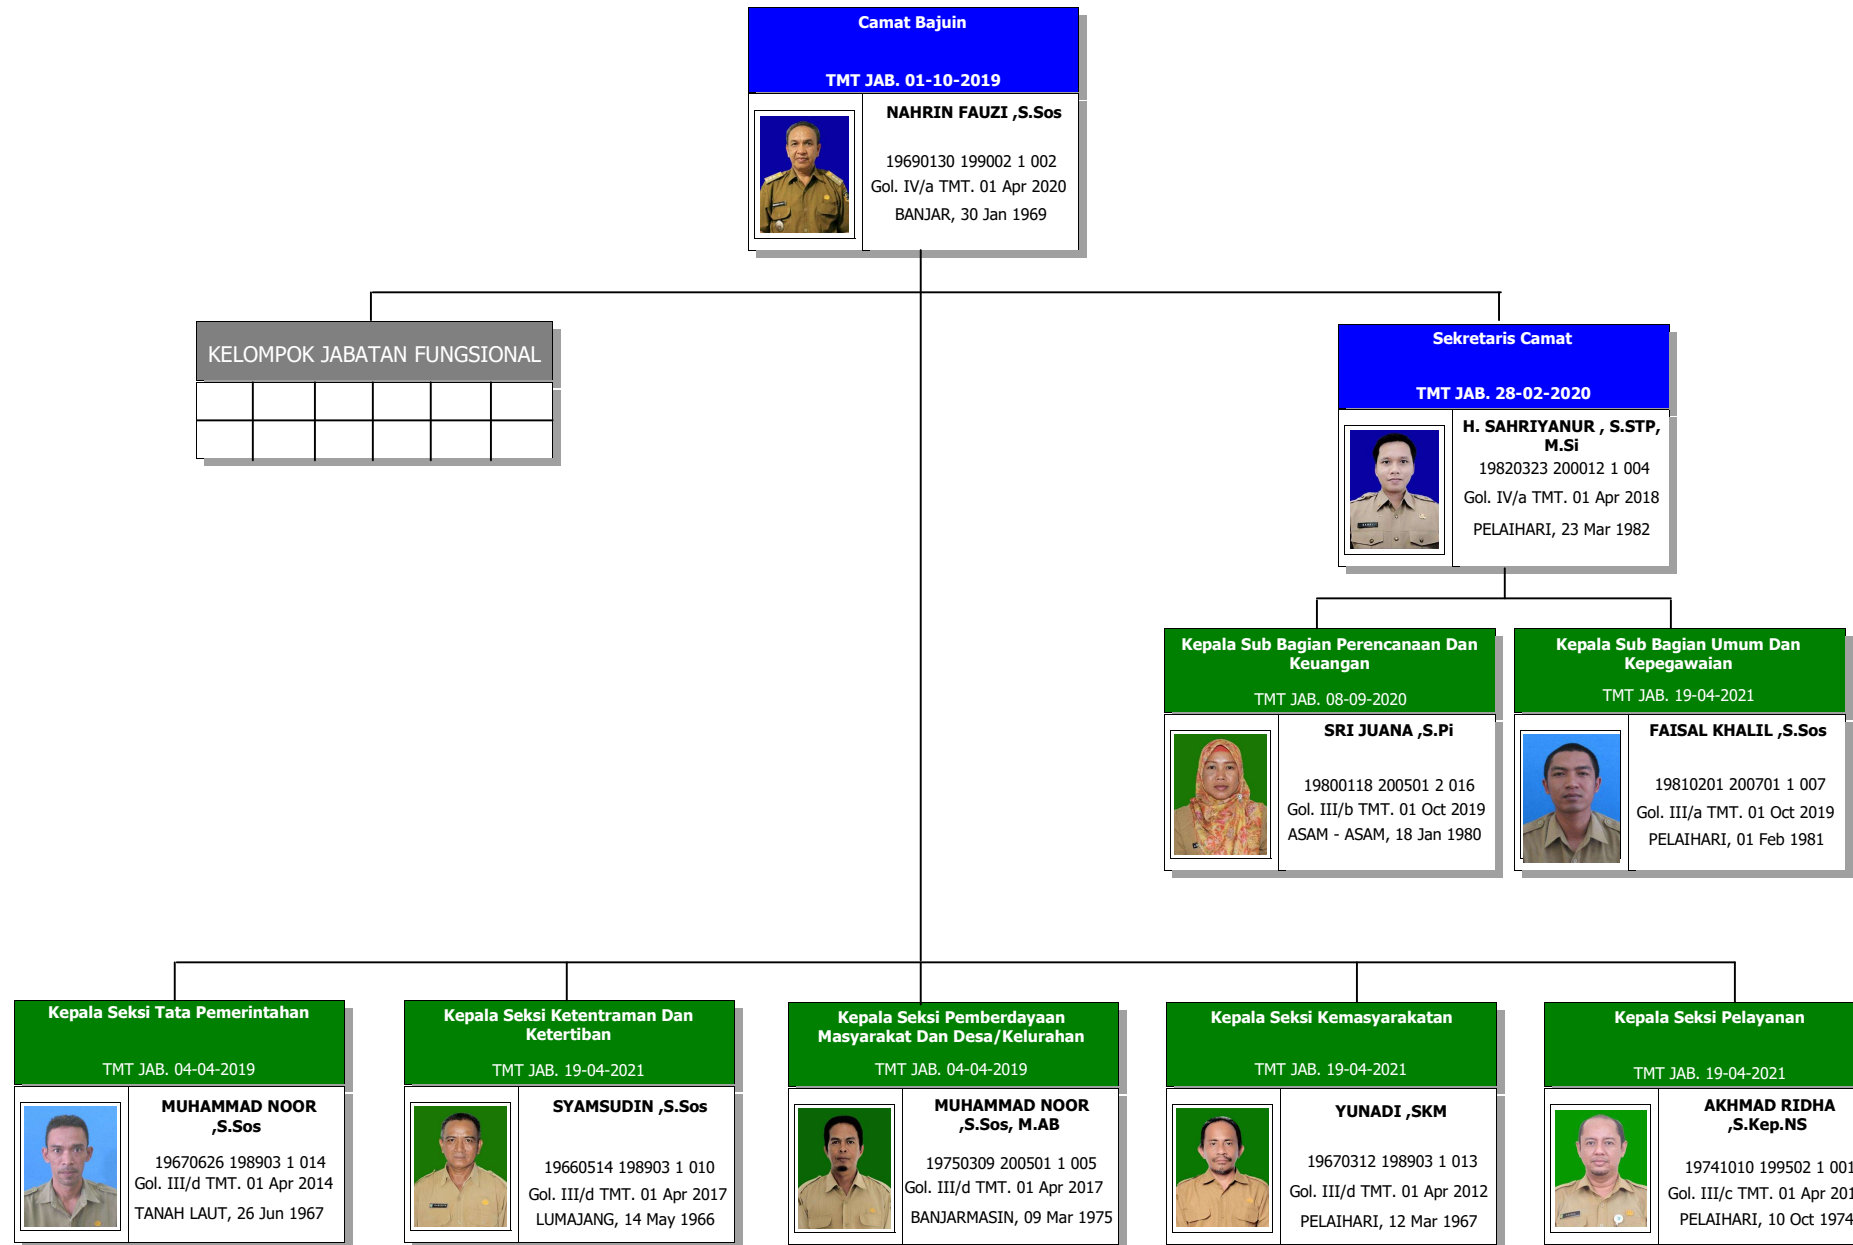 Camat Bajuin
TMT JAB. 01-10-2019
NAHRIN FAUZI ,S.Sos
19690130 199002 1 002
Gol. IV/a TMT. 01 Apr 2020
BANJAR, 30 Jan 1969
KELOMPOK JABATAN FUNGSIONAL
Sekretaris Camat
TMT JAB. 28-02-2020
H. SAHRIYANUR , S.STP,
M.Si
19820323 200012 1 004
Gol. IV/a TMT. 01 Apr 2018
PELAIHARI, 23 Mar 1982
Kepala Sub Bagian Perencanaan Dan
Keuangan
TMT JAB. 08-09-2020
SRI JUANA ,S.Pi
19800118 200501 2 016
Gol. III/b TMT. 01 Oct 2019
ASAM - ASAM, 18 Jan 1980
Kepala Sub Bagian Umum Dan
Kepegawaian
TMT JAB. 19-04-2021
FAISAL KHALIL ,S.Sos
19810201 200701 1 007
Gol. III/a TMT. 01 Oct 2019
PELAIHARI, 01 Feb 1981
Kepala Seksi Tata Pemerintahan
TMT JAB. 04-04-2019
MUHAMMAD NOOR
,S.Sos
19670626 198903 1 014
Gol. III/d TMT. 01 Apr 2014
TANAH LAUT, 26 Jun 1967
Kepala Seksi Ketentraman Dan
Ketertiban
TMT JAB. 19-04-2021
SYAMSUDIN ,S.Sos
19660514 198903 1 010
Gol. III/d TMT. 01 Apr 2017
LUMAJANG, 14 May 1966
Kepala Seksi Pemberdayaan
Masyarakat Dan Desa/Kelurahan
TMT JAB. 04-04-2019
MUHAMMAD NOOR
,S.Sos, M.AB
19750309 200501 1 005
Gol. III/d TMT. 01 Apr 2017
BANJARMASIN, 09 Mar 1975
Kepala Seksi Kemasyarakatan
TMT JAB. 19-04-2021
YUNADI ,SKM
19670312 198903 1 013
Gol. III/d TMT. 01 Apr 2012
PELAIHARI, 12 Mar 1967
Kepala Seksi Pelayanan
TMT JAB. 19-04-2021
AKHMAD RIDHA
,S.Kep.NS
19741010 199502 1 001
Gol. III/c TMT. 01 Apr 201
PELAIHARI, 10 Oct 1974